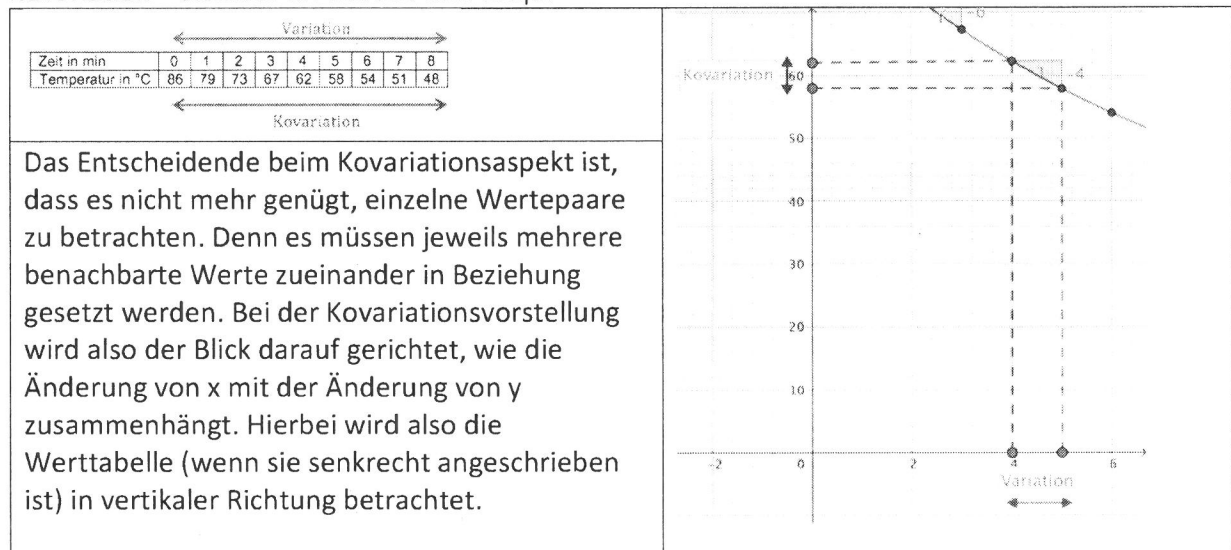 Variation
Zeit in min 0 1 2 3 4 5 6 7 8
Temperatur in °C 86 79 73 67 62 58 54 51 48
Kovariation
Das Entscheidende beim Kovariationsaspekt ist,
dass es nicht mehr genügt, einzelne Wertepaare
zu betrachten. Denn es müssen jeweils mehrere
benachbarte Werte zueinander in Beziehung
gesetzt werden. Bei der Kovariationsvorstellung
wird also der Blick darauf gerichtet, wie die
Änderung von x mit der Änderung von y
zusammenhängt. Hierbei wird also die
Werttabelle (wenn sie senkrecht angeschrieben
ist) in vertikaler Richtung betrachtet.
1 -6
Kovariation 60
1 -4
50
40
30
20
10
-2 0 2 4 6
Variation